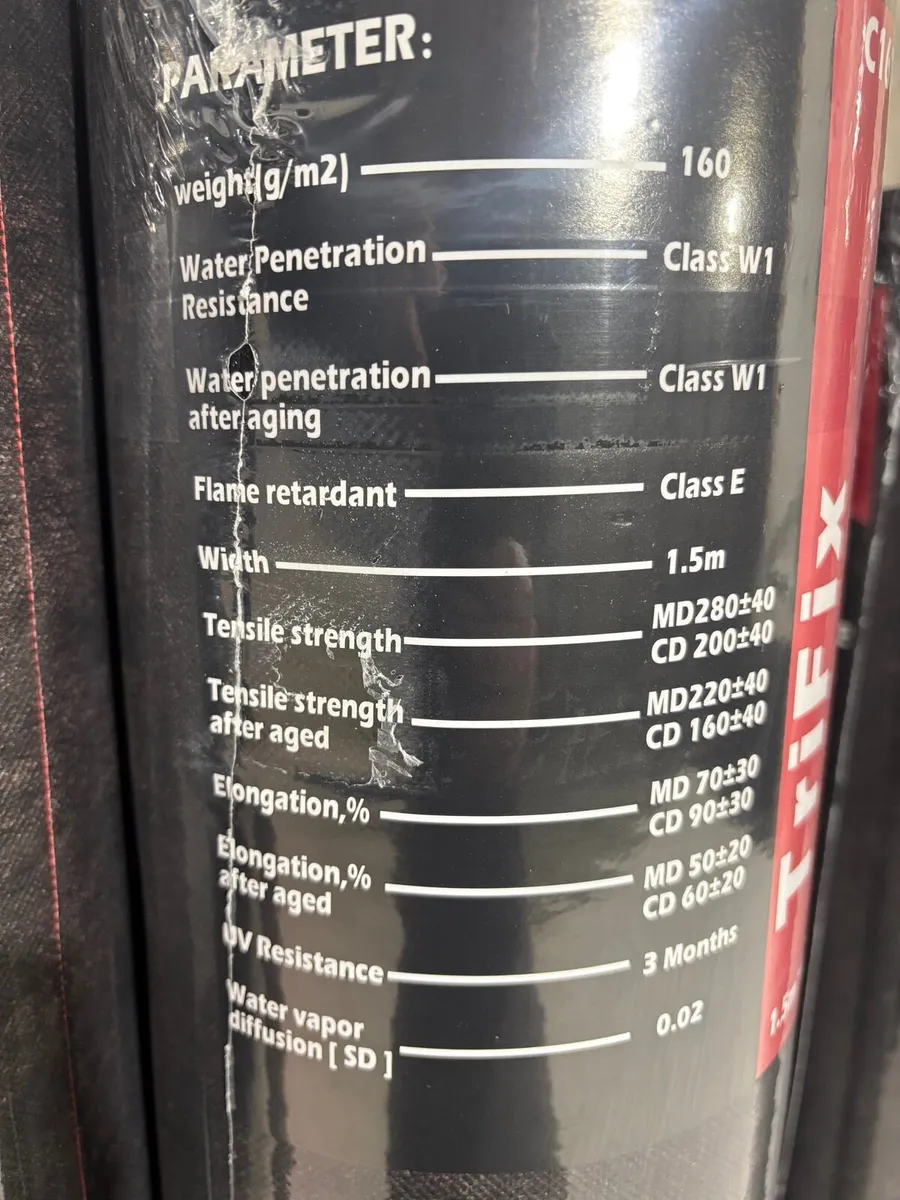 PARAMETER:
weight(g/m2) 160
Water Penetration Class W1
Resistance
Water penetration Class W1
after aging
Flame retardant Class E
Width 1.5m
Tensile strength MD280±40
CD 200±40
Tensile strength MD220±40
after aged CD 160±40
Elongation,% MD 70±30
CD 90±30
Elongation,% MD 50±20
after aged CD 60±20
UV Resistance 3 Months
Water vapor 0.02
diffusion [ SD ]
TriFix